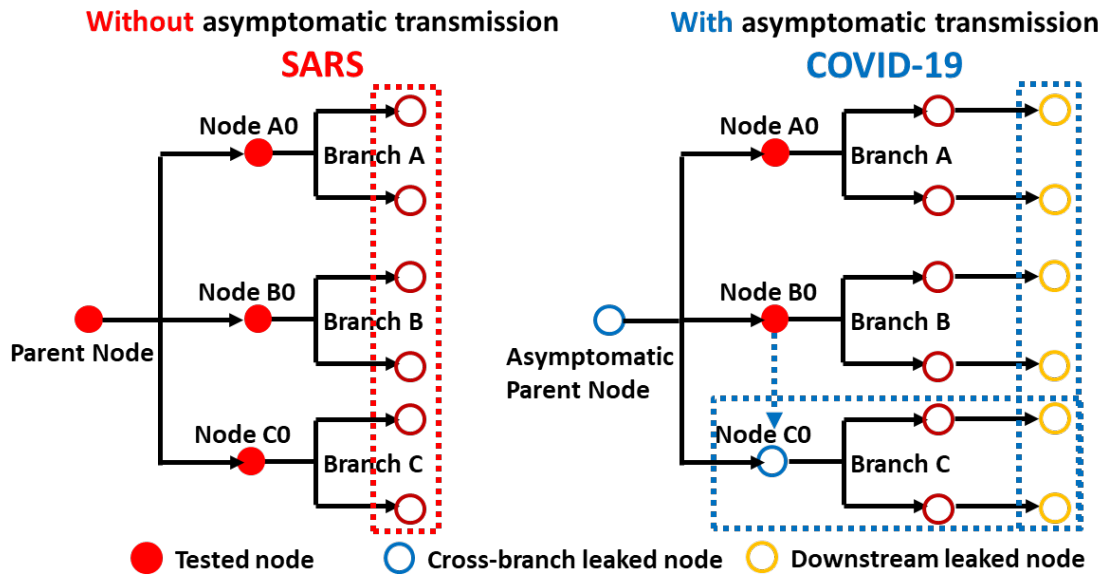 Without asymptomatic transmission
SARS
Node A0
Branch A
Node B0
Branch B
Parent Node
Node C0
Branch C
With asymptomatic transmission
COVID-19
Node A0
Branch A
Node B0
Branch B
Asymptomatic
Parent Node
Node C0
Branch C
Tested node
Cross-branch leaked node
Downstream leaked node